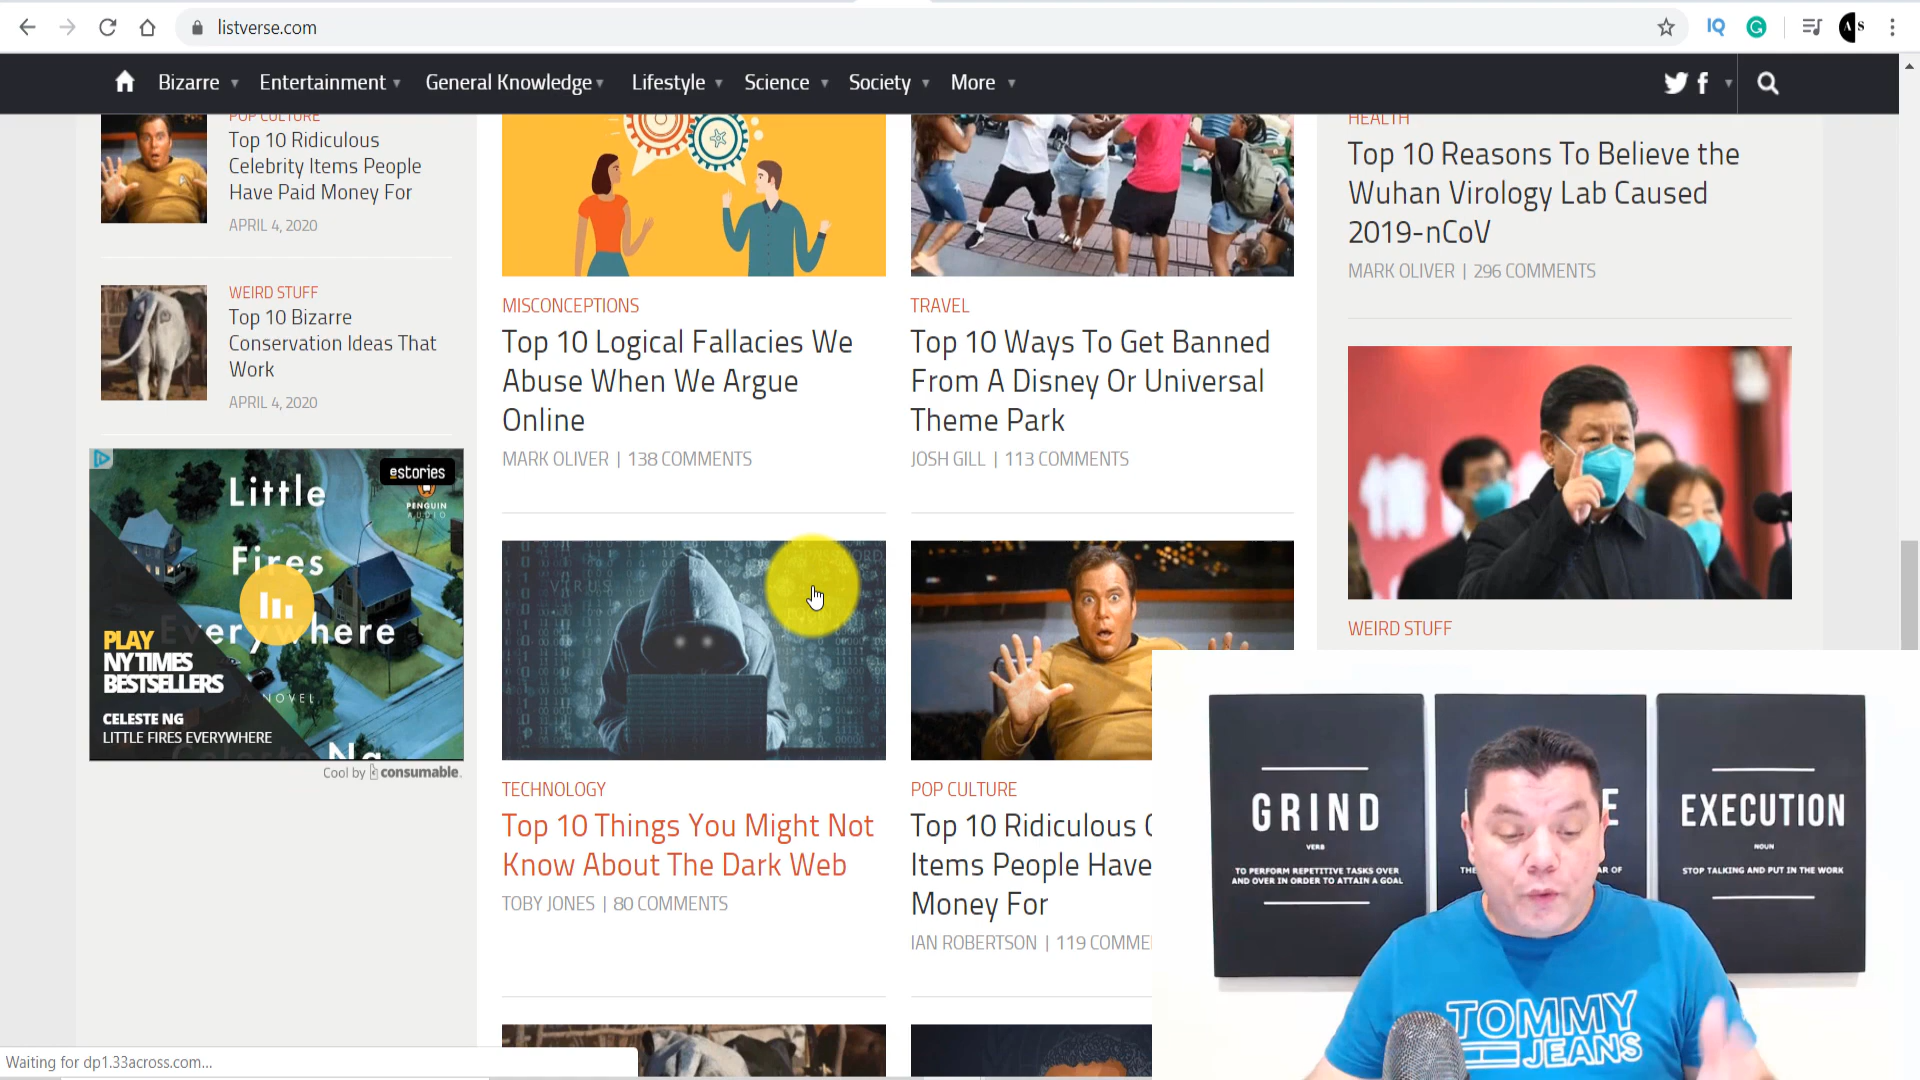 listverse.com
IQ
A S
Bizarre
Entertainment
General Knowledge
Lifestyle
Science
Society
More
POP CULTURE
Top 10 Ridiculous
Celebrity Items People
Have Paid Money For
APRIL 4, 2020
WEIRD STUFF
Top 10 Bizarre
Conservation Ideas That
Work
APRIL 4, 2020
estories
PENGUIN
AUDIO
Little
Fires
Everywhere
A NOVEL
PLAY
NY TIMES
BESTSELLERS
CELESTE NG
LITTLE FIRES EVERYWHERE
Cool by consumable.
MISCONCEPTIONS
Top 10 Logical Fallacies We
Abuse When We Argue
Online
MARK OLIVER | 138 COMMENTS
VIRUS
TECHNOLOGY
Top 10 Things You Might Not
Know About The Dark Web
TOBY JONES | 80 COMMENTS
TRAVEL
Top 10 Ways To Get Banned
From A Disney Or Universal
Theme Park
JOSH GILL | 113 COMMENTS
POP CULTURE
Top 10 Ridiculous
Items People Have
Money For
IAN ROBERTSON | 119 COMME
HEALTH
Top 10 Reasons To Believe the
Wuhan Virology Lab Caused
2019-nCoV
MARK OLIVER | 296 COMMENTS
WEIRD STUFF
GRIND
VERB
TO PERFORM REPETITIVE TASKS OVER
AND OVER IN ORDER TO ATTAIN A GOAL
EXECUTION
NOUN
STOP TALKING AND PUT IN THE WORK
TOMMY
JEANS
Waiting for dp1.33across.com...